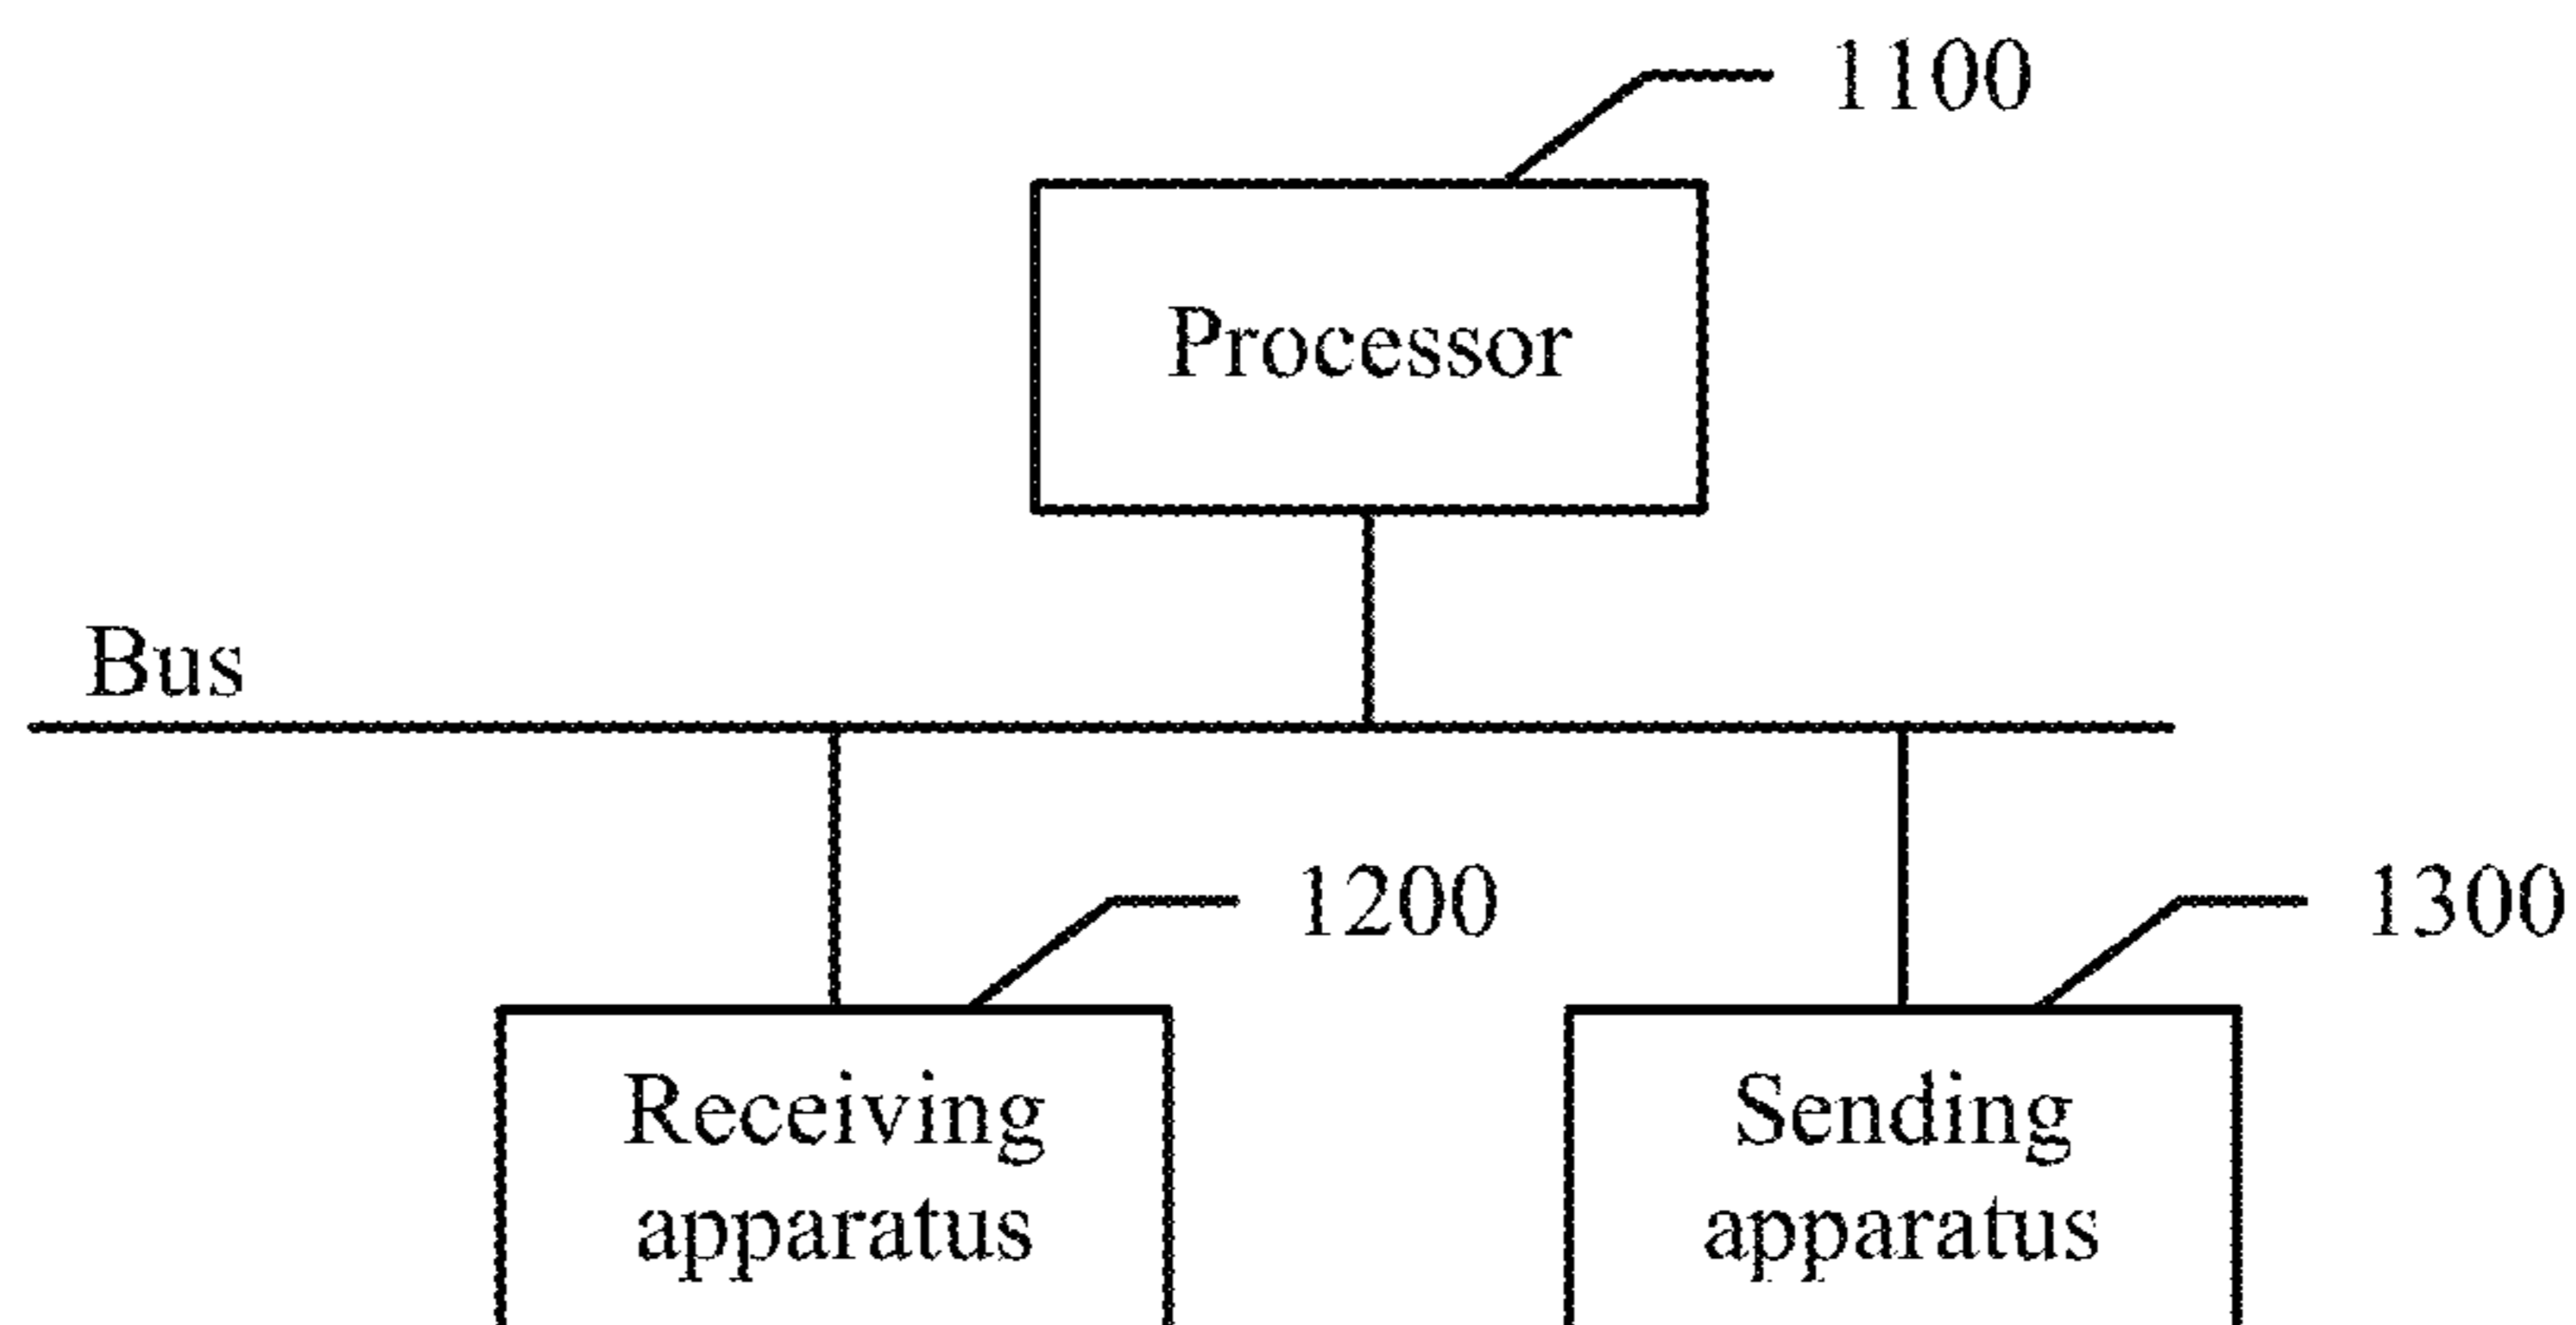 1100
Processor
Bus
1200
1300
Receiving
apparatus
Sending
apparatus